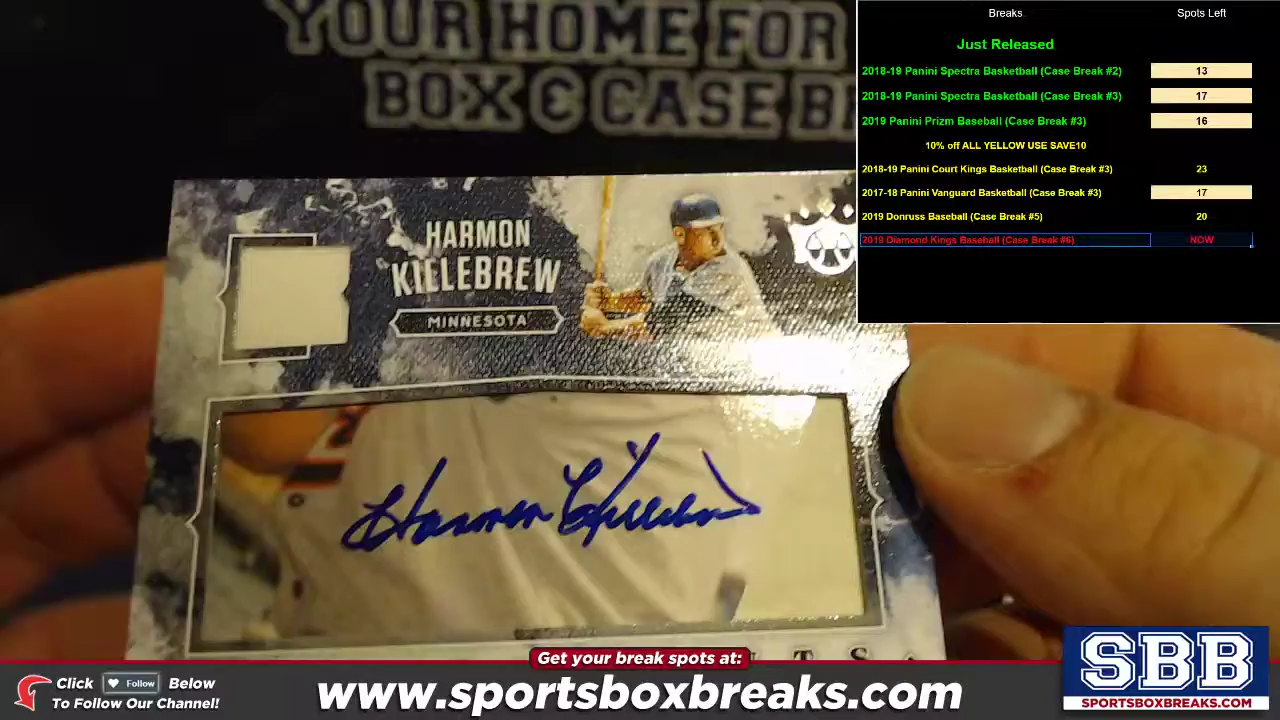 YOUR HOME FOR
BOX & CASE B
Breaks
Spots Left
Just Released
2018-19 Panini Spectra Basketball (Case Break #2)
13
2018-19 Panini Spectra Basketball (Case Break #3)
17
2019 Panini Prizm Baseball (Case Break #3)
16
10% off ALL YELLOW USE SAVE10
2018-19 Panini Court Kings Basketball (Case Break #3)
23
2017-18 Panini Vanguard Basketball (Case Break #3)
17
2019 Donruss Baseball (Case Break #5)
20
2019 Diamond Kings Baseball (Case Break #6)
NOW
HARMON
KILLEBREW
MINNESOTA
Harmon Killebrew
Get your break spots at:
Click Follow Below
To Follow Our Channel!
www.sportsboxbreaks.com
SBB
SPORTSBOXBREAKS.COM